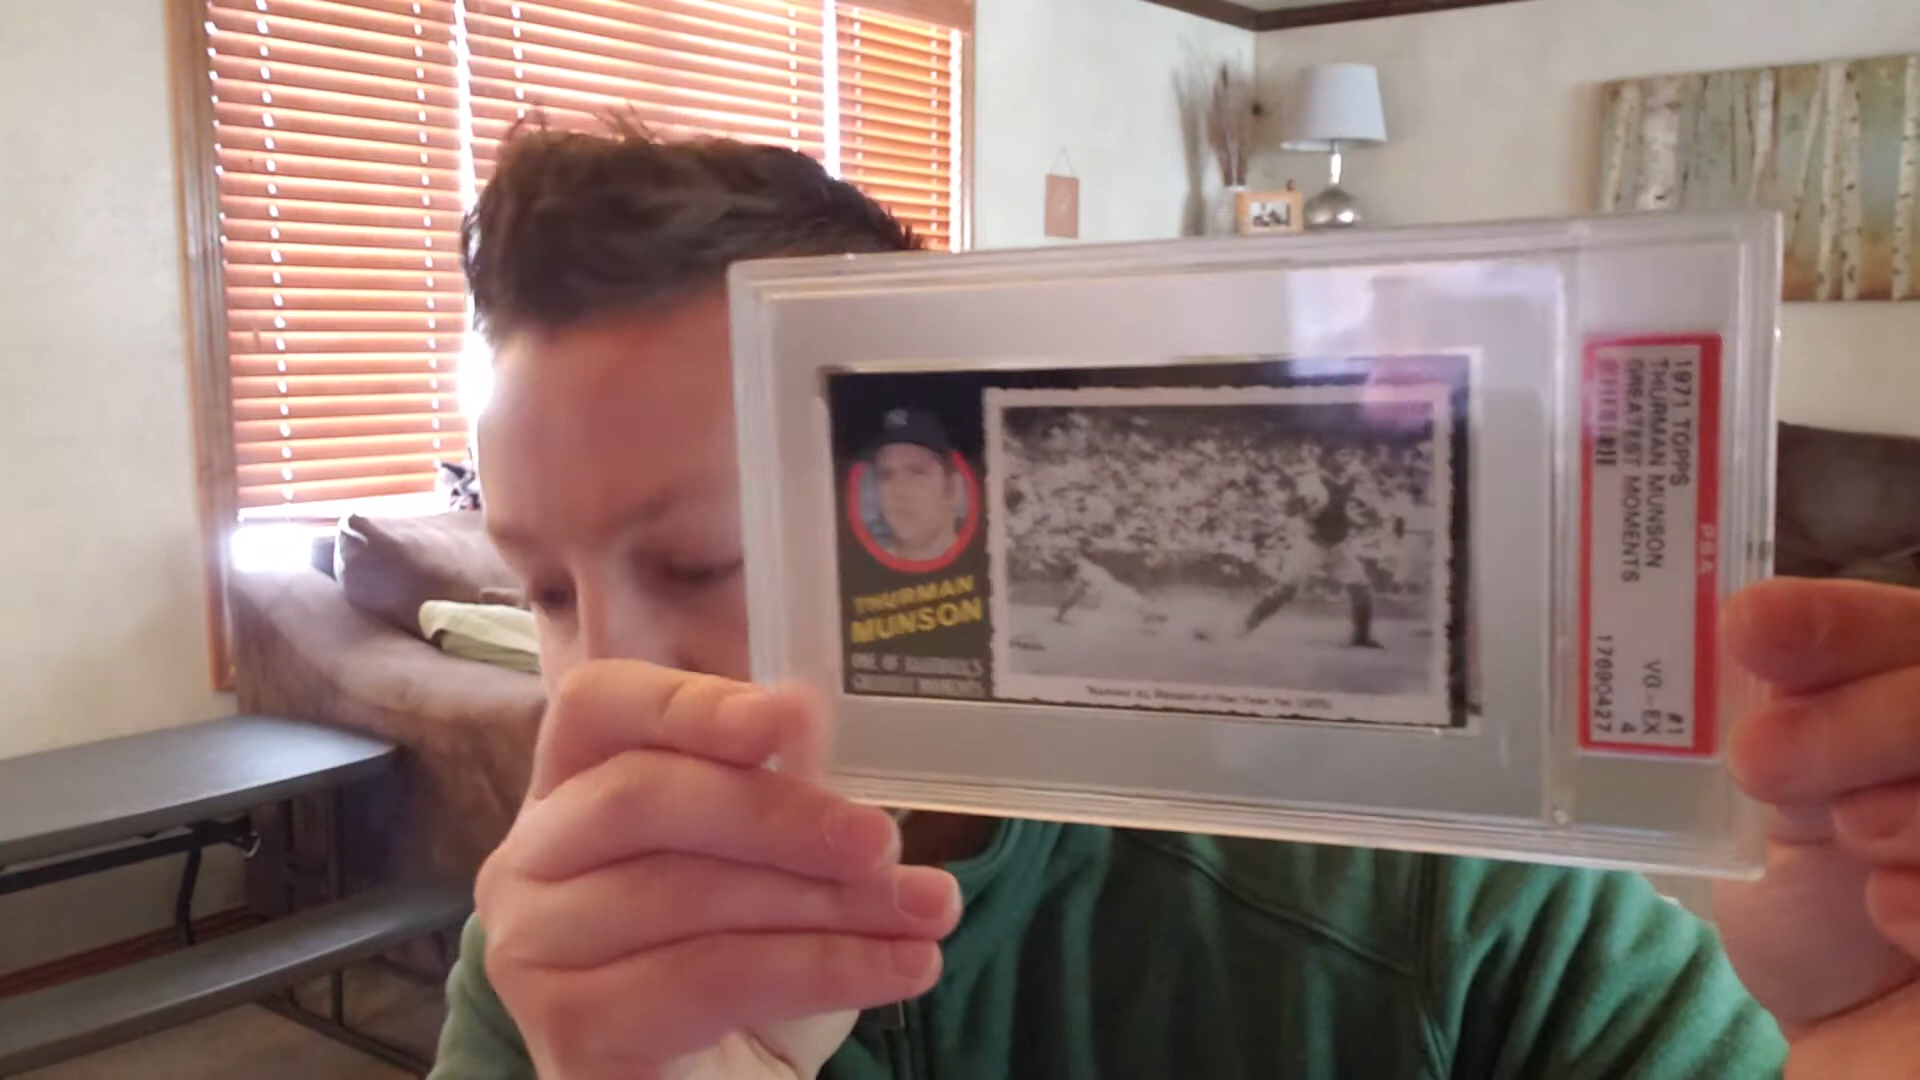 THURMAN
MUNSON
ONE OF BASEBALL'S
GREATEST MOMENTS
1971 TOPPS
THURMAN MUNSON
GREATEST MOMENTS
#1
VG-EX
4
17690427
PSA